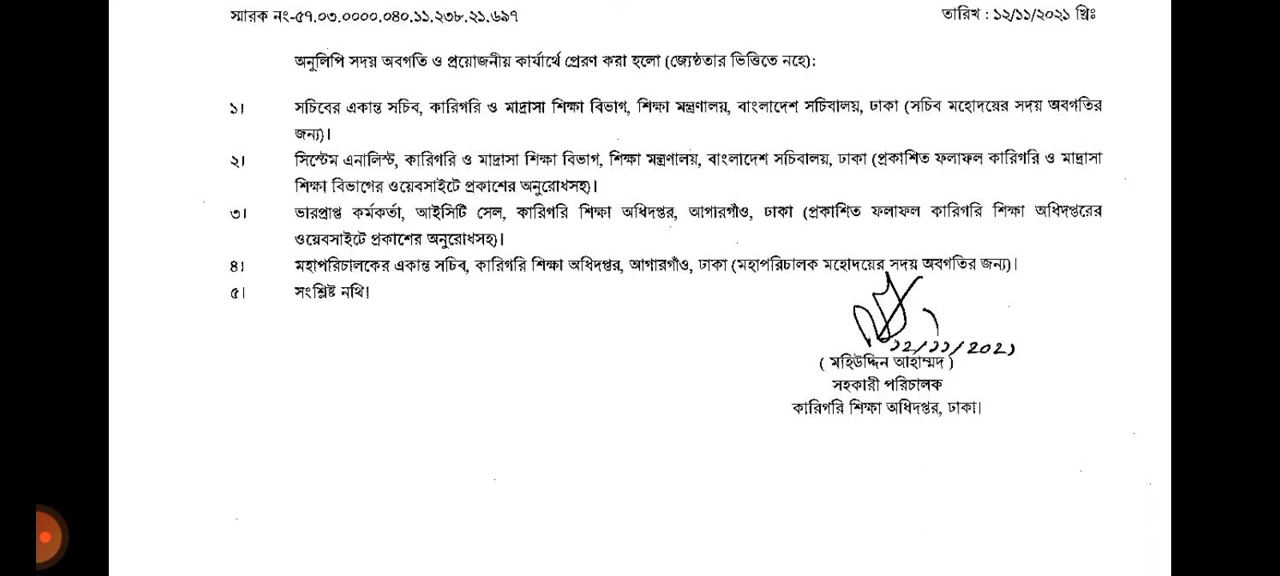 স্মারক নং-৫৭.০৩.০০০০.০৪০.১১.২৩৮.২১.৬৯৭
তারিখ : ১২/১১/২০২১ খ্রিঃ
অনুলিপি সদয় অবগতি ও প্রয়োজনীয় কার্যার্থে প্রেরণ করা হলো (জ্যেষ্ঠতার ভিত্তিতে নহে):
১। সচিবের একান্ত সচিব, কারিগরি ও মাদ্রাসা শিক্ষা বিভাগ, শিক্ষা মন্ত্রণালয়, বাংলাদেশ সচিবালয়, ঢাকা (সচিব মহোদয়ের সদয় অবগতির
জন্য)।
২। সিস্টেম এনালিস্ট, কারিগরি ও মাদ্রাসা শিক্ষা বিভাগ, শিক্ষা মন্ত্রণালয়, বাংলাদেশ সচিবালয়, ঢাকা (প্রকাশিত ফলাফল কারিগরি ও মাদ্রাসা
শিক্ষা বিভাগের ওয়েবসাইটে প্রকাশের অনুরোধসহ)।
৩। ভারপ্রাপ্ত কর্মকর্তা, আইসিটি সেল, কারিগরি শিক্ষা অধিদপ্তর, আগারগাঁও, ঢাকা (প্রকাশিত ফলাফল কারিগরি শিক্ষা অধিদপ্তরের
ওয়েবসাইটে প্রকাশের অনুরোধসহ)।
৪। মহাপরিচালকের একান্ত সচিব, কারিগরি শিক্ষা অধিদপ্তর, আগারগাঁও, ঢাকা (মহাপরিচালক মহোদয়ের সদয় অবগতির জন্য)।
৫। সংশ্লিষ্ট নথি।
১২/১১/২০২১
( মহিউদ্দিন আহাম্মদ )
সহকারী পরিচালক
কারিগরি শিক্ষা অধিদপ্তর, ঢাকা।